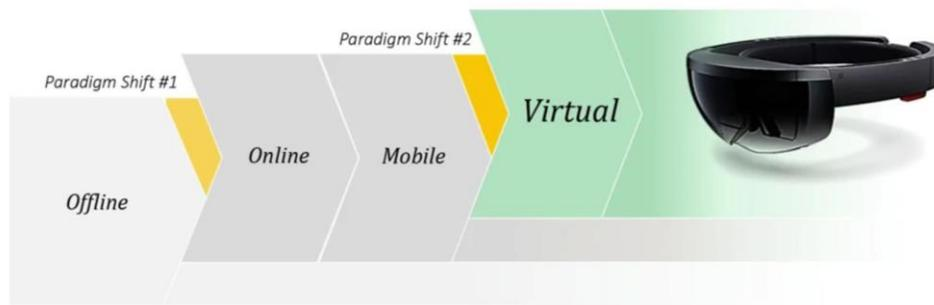 Paradigm Shift #2
Paradigm Shift #1
Virtual
Online
Mobile
Offline